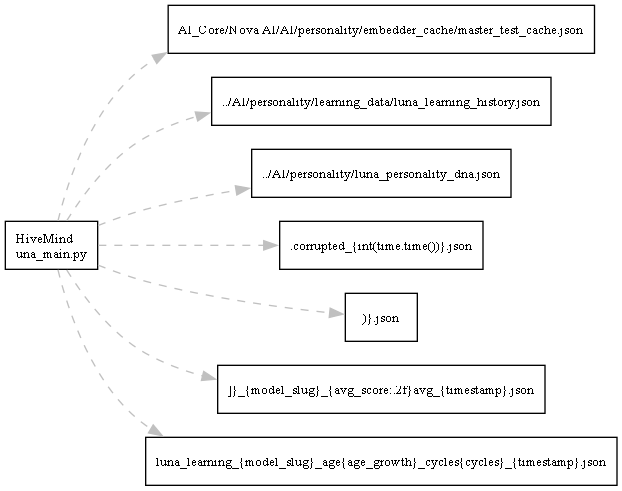 AI_Core/Nova AI/AI/personality/embedder_cache/master_test_cache.json
../AI/personality/learning_data/luna_learning_history.json
../AI/personality/luna_personality_dna.json
HiveMind
una_main.py
.corrupted_{int(time.time())}.json
)}.json
]}_{model_slug}_{avg_score:.2f}avg_{timestamp}.json
luna_learning_{model_slug}_age{age_growth}_cycles{cycles}_{timestamp}.json